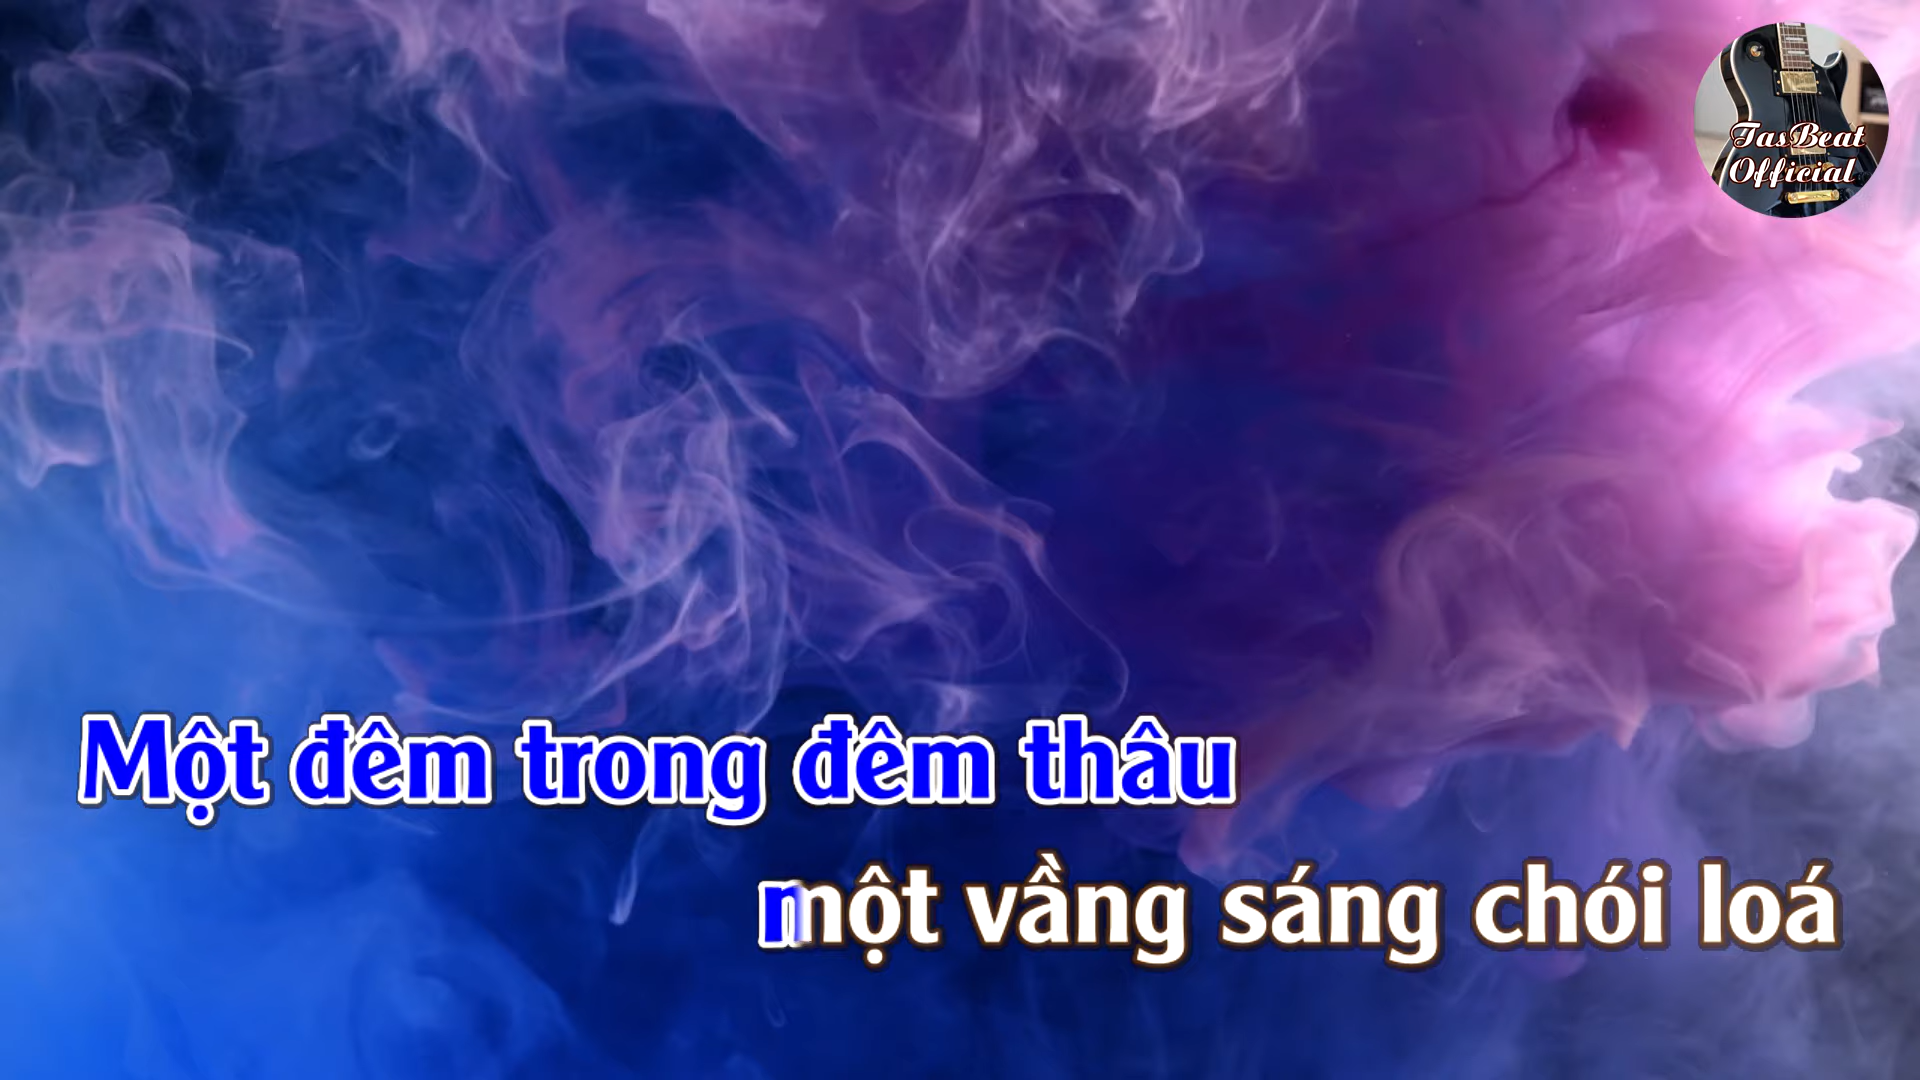 TasBeat
Official
Một đêm trong đêm thâu
một vầng sáng chói loá